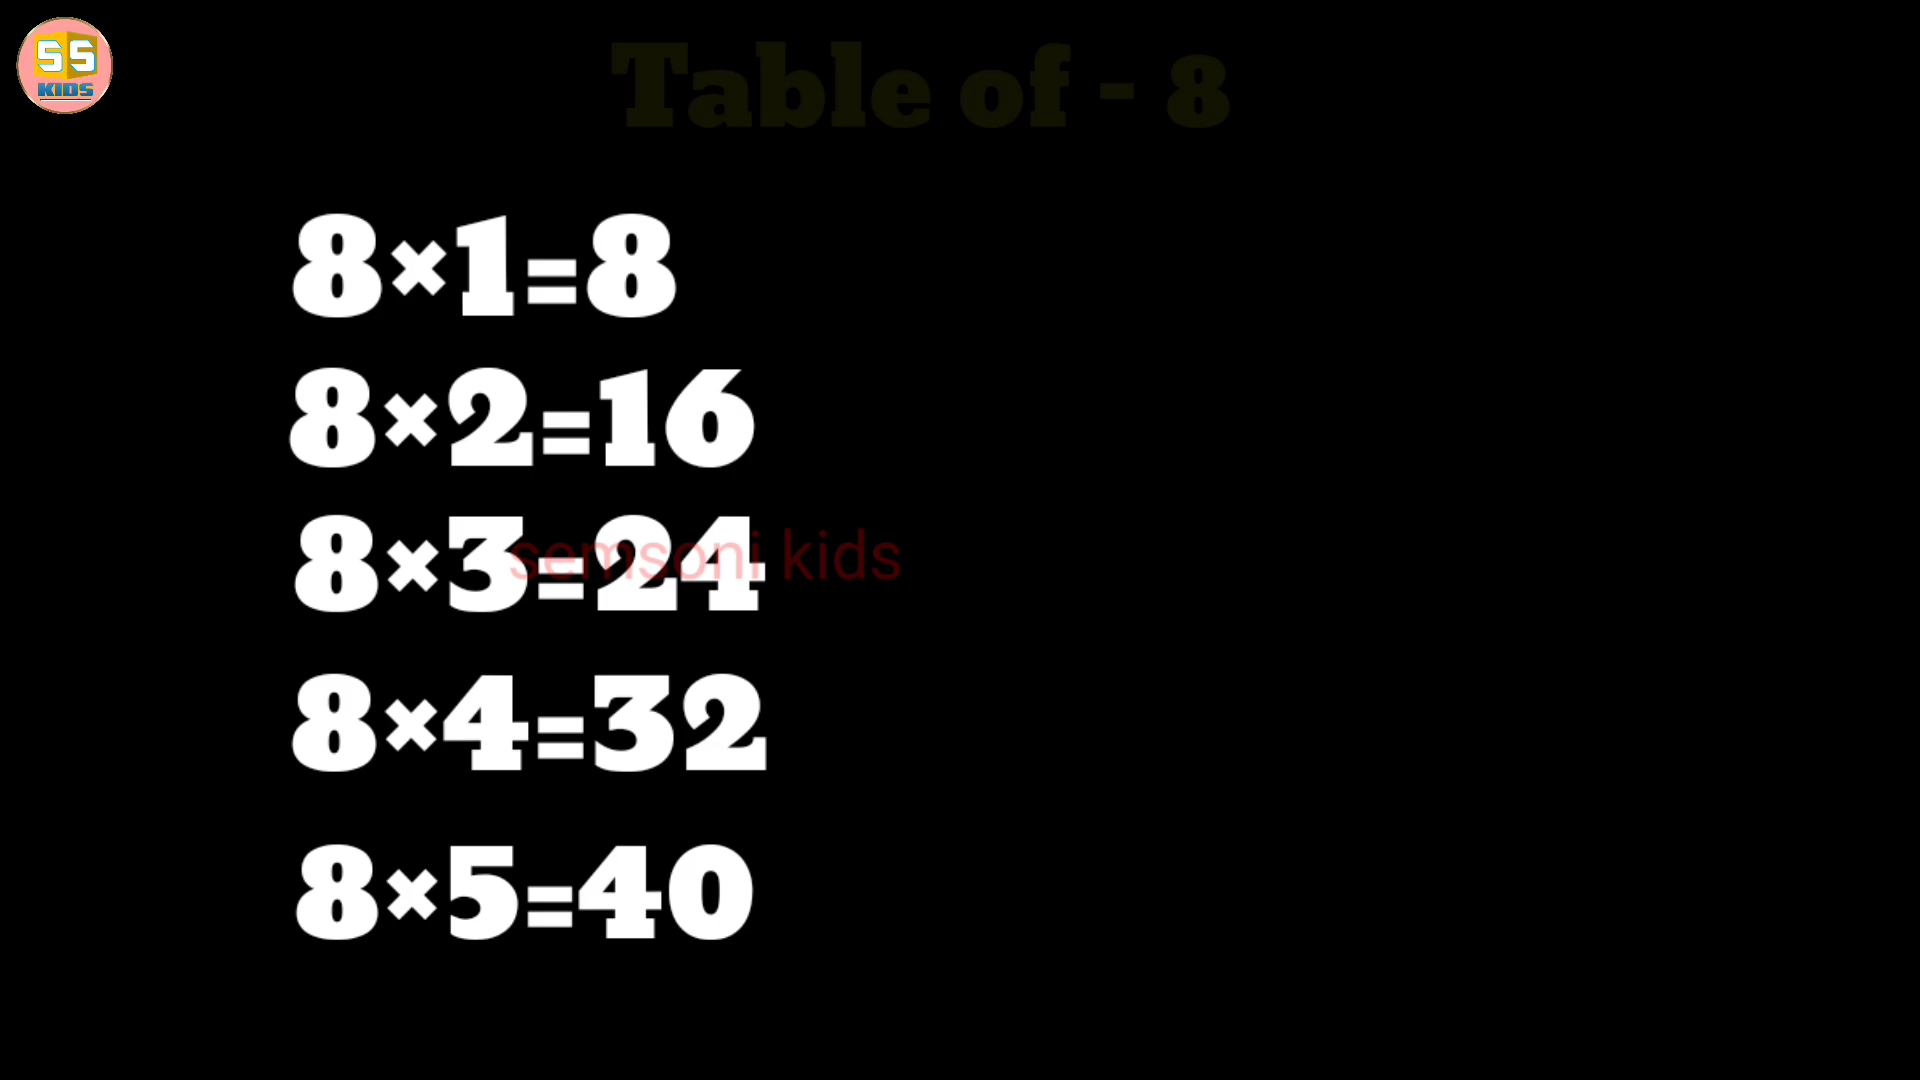 SS
KIDS
Table of - 8
8×1=8
8×2=16
8×3=24
semsoni kids
8×4=32
8×5=40